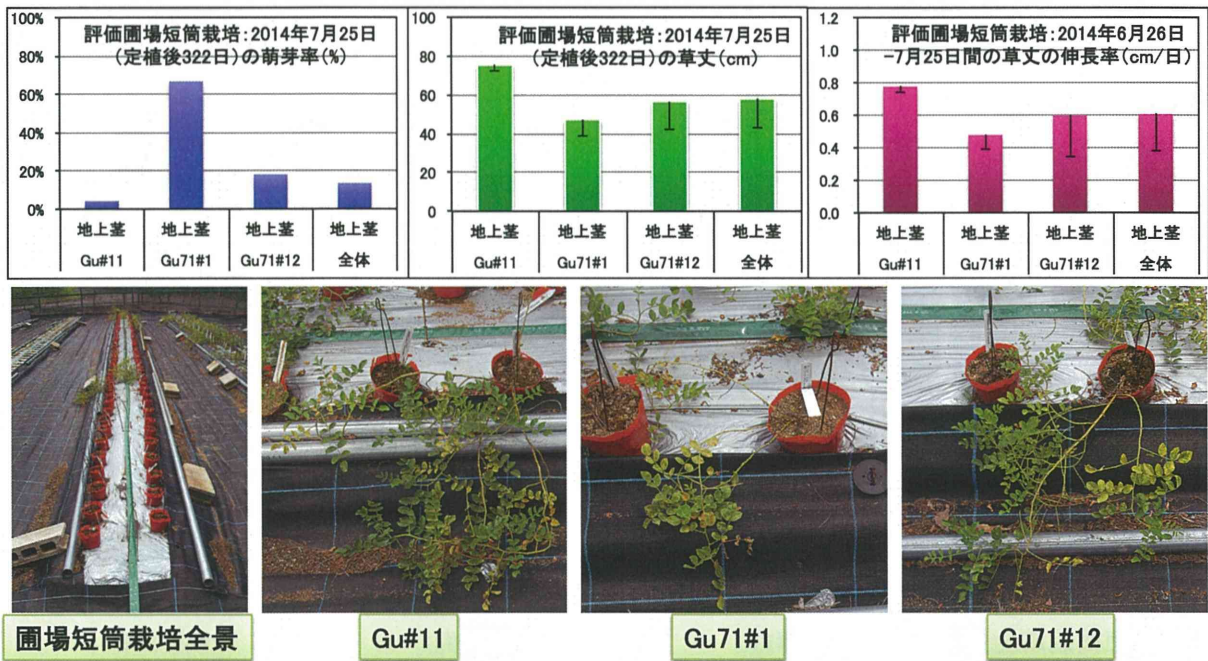 評価圃場短筒栽培：2014年7月25日
（定植後322日）の萌芽率（%）
100%
80%
60%
40%
20%
0%
地上茎 地上茎 地上茎 地上茎
Gu#11 Gu71#1 Gu71#12 全体
評価圃場短筒栽培：2014年7月25日
（定植後322日）の草丈（cm）
100
80
60
40
20
0
地上茎 地上茎 地上茎 地上茎
Gu#11 Gu71#1 Gu71#12 全体
評価圃場短筒栽培：2014年6月26日
-7月25日間の草丈の伸長率（cm/日）
1.2
1.0
0.8
0.6
0.4
0.2
0.0
地上茎 地上茎 地上茎 地上茎
Gu#11 Gu71#1 Gu71#12 全体
圃場短筒栽培全景
Gu#11
Gu71#1
Gu71#12